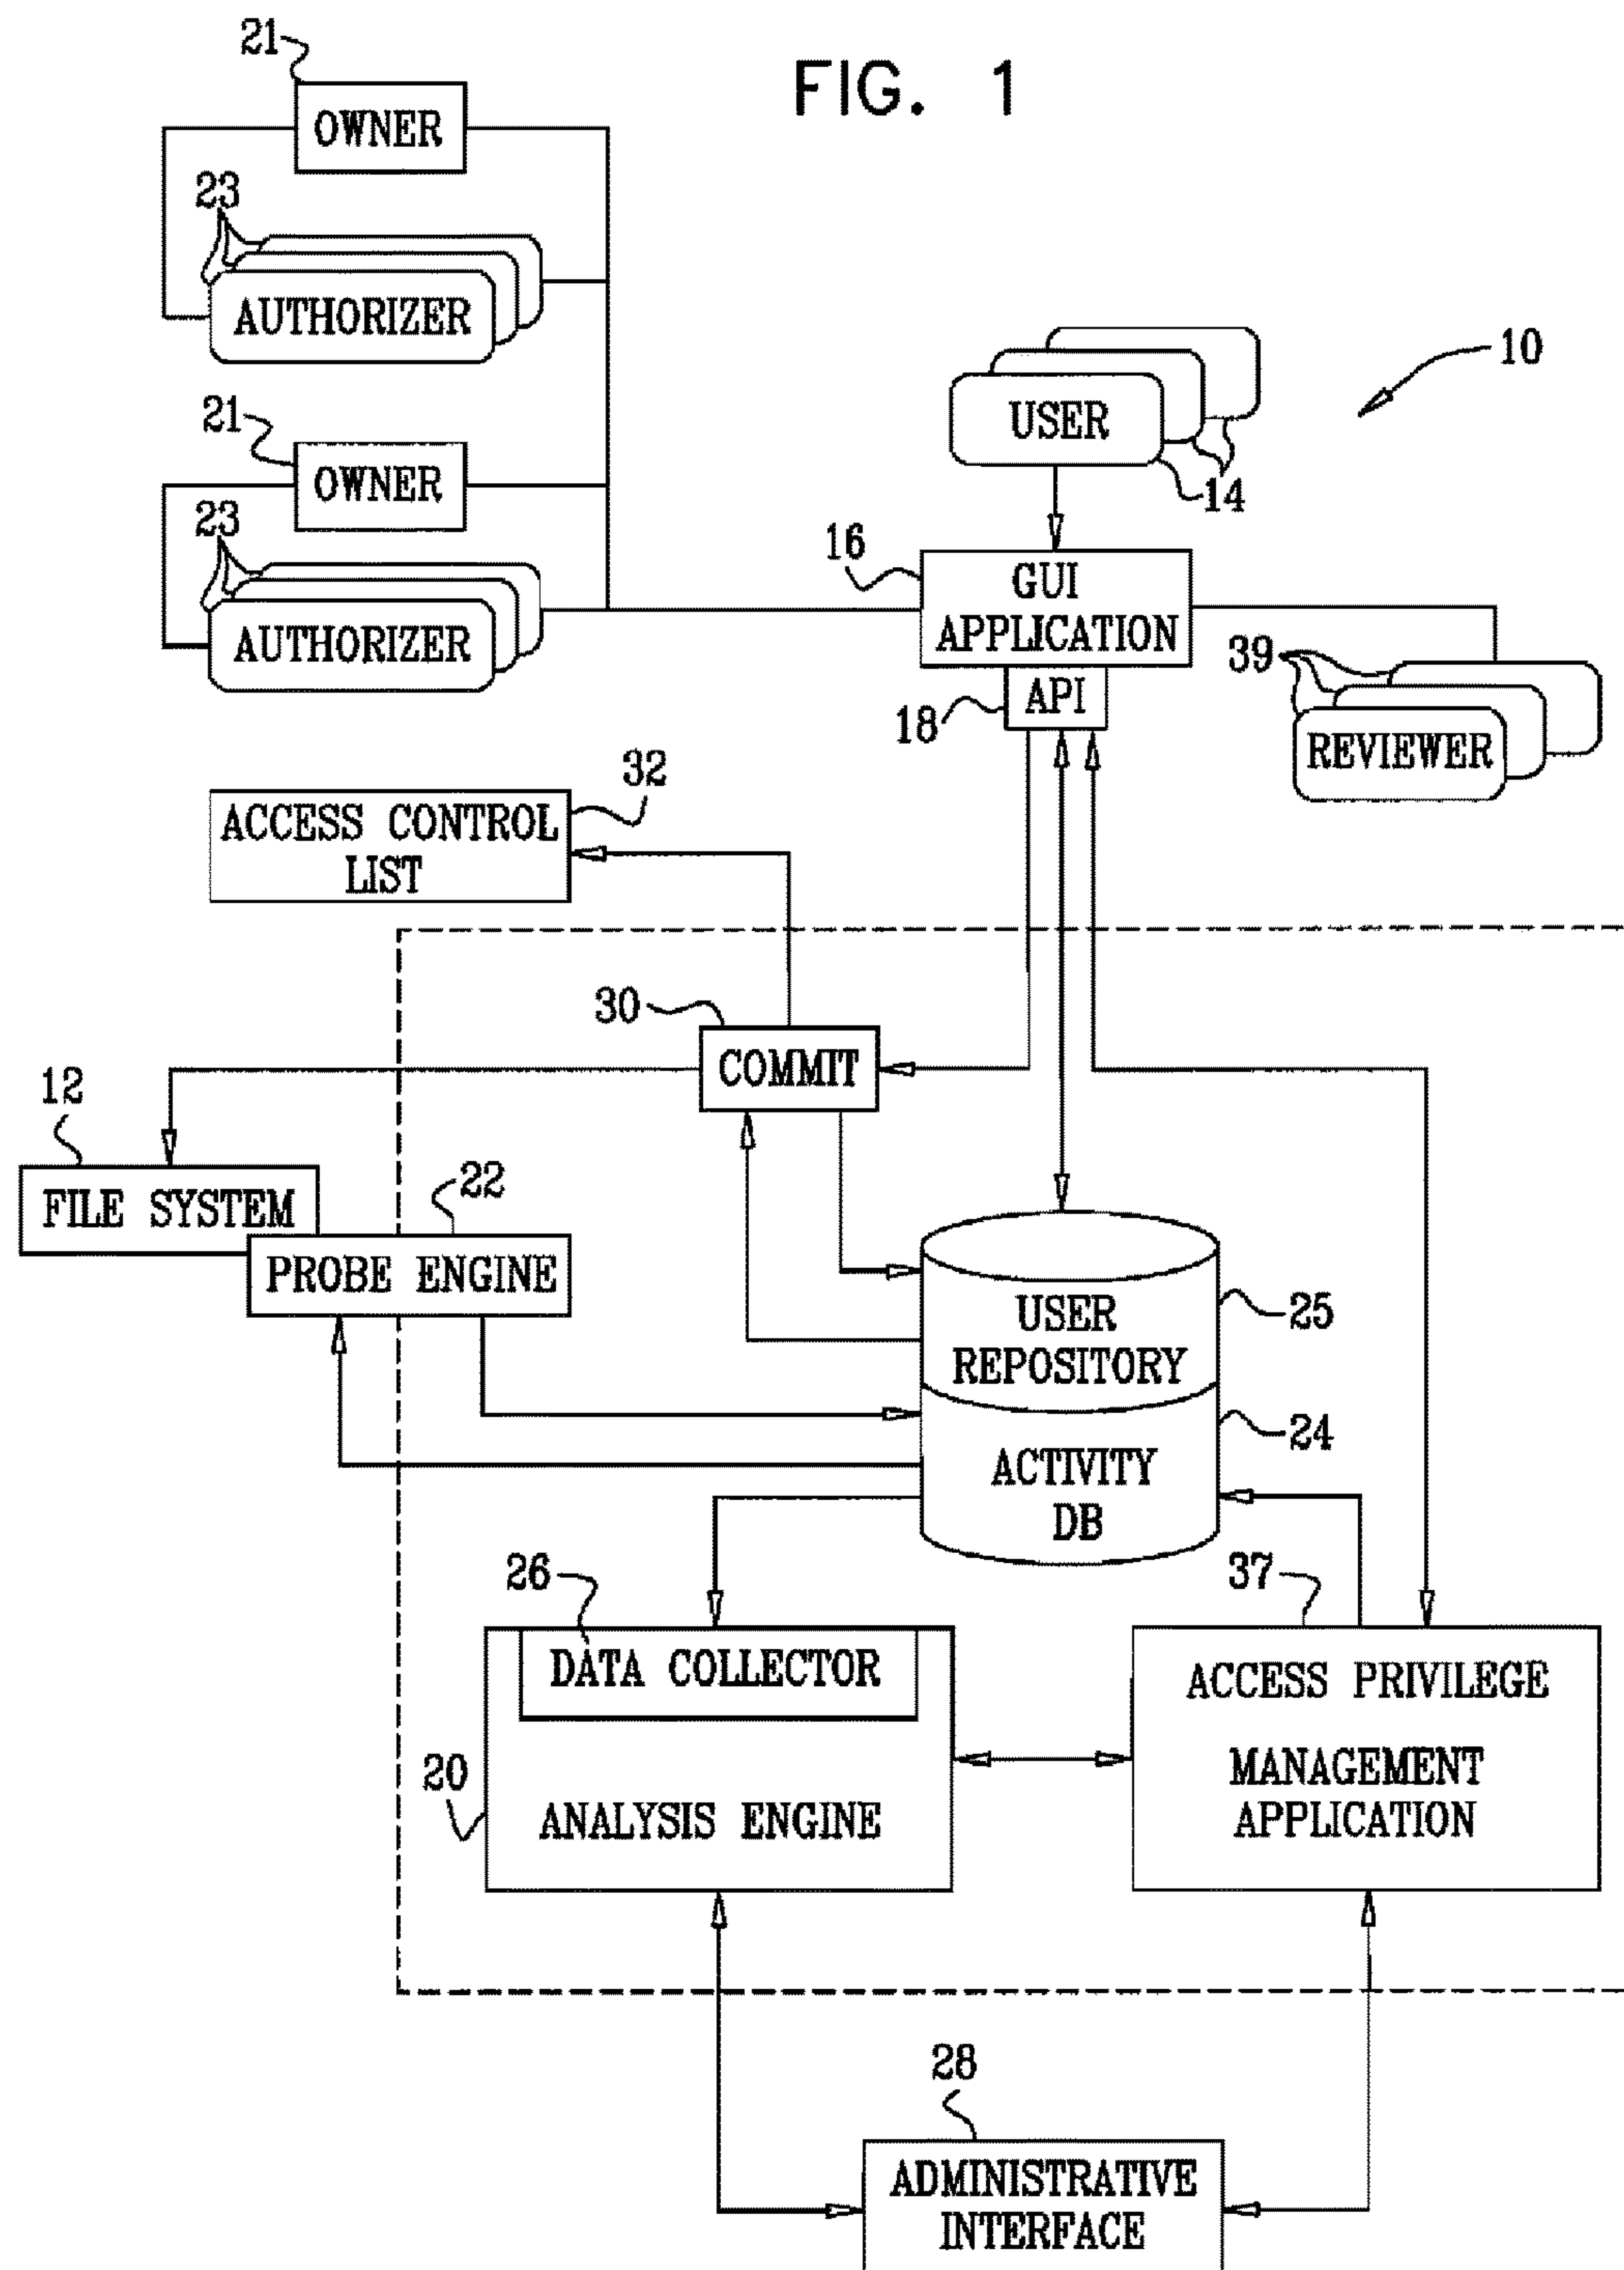 FIG. 1
21
OWNER
23
AUTHORIZER
10
USER
14
21
OWNER
23
AUTHORIZER
16
GUI
APPLICATION
39
REVIEWER
18
API
32
ACCESS CONTROL
LIST
30
COMMIT
12
FILE SYSTEM
22
PROBE ENGINE
USER
REPOSITORY
25
24
ACTIVITY
DB
26
DATA COLLECTOR
37
ACCESS PRIVILEGE
MANAGEMENT
APPLICATION
20
ANALYSIS ENGINE
28
ADMINISTRATIVE
INTERFACE